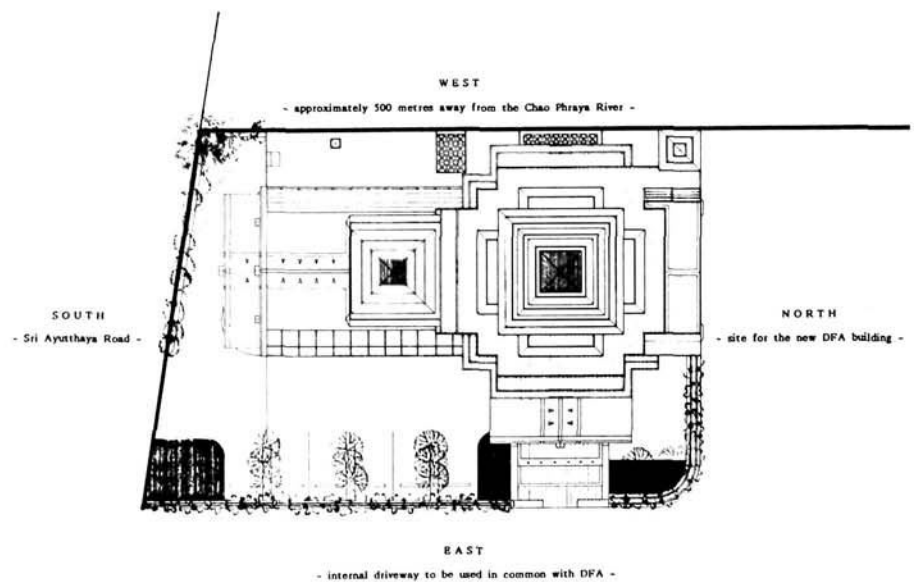 WEST
- approximately 500 metres away from the Chao Phraya River -
SOUTH
- Sri Ayutthaya Road -
NORTH
- site for the new DFA building -
EAST
- internal driveway to be used in common with DFA -